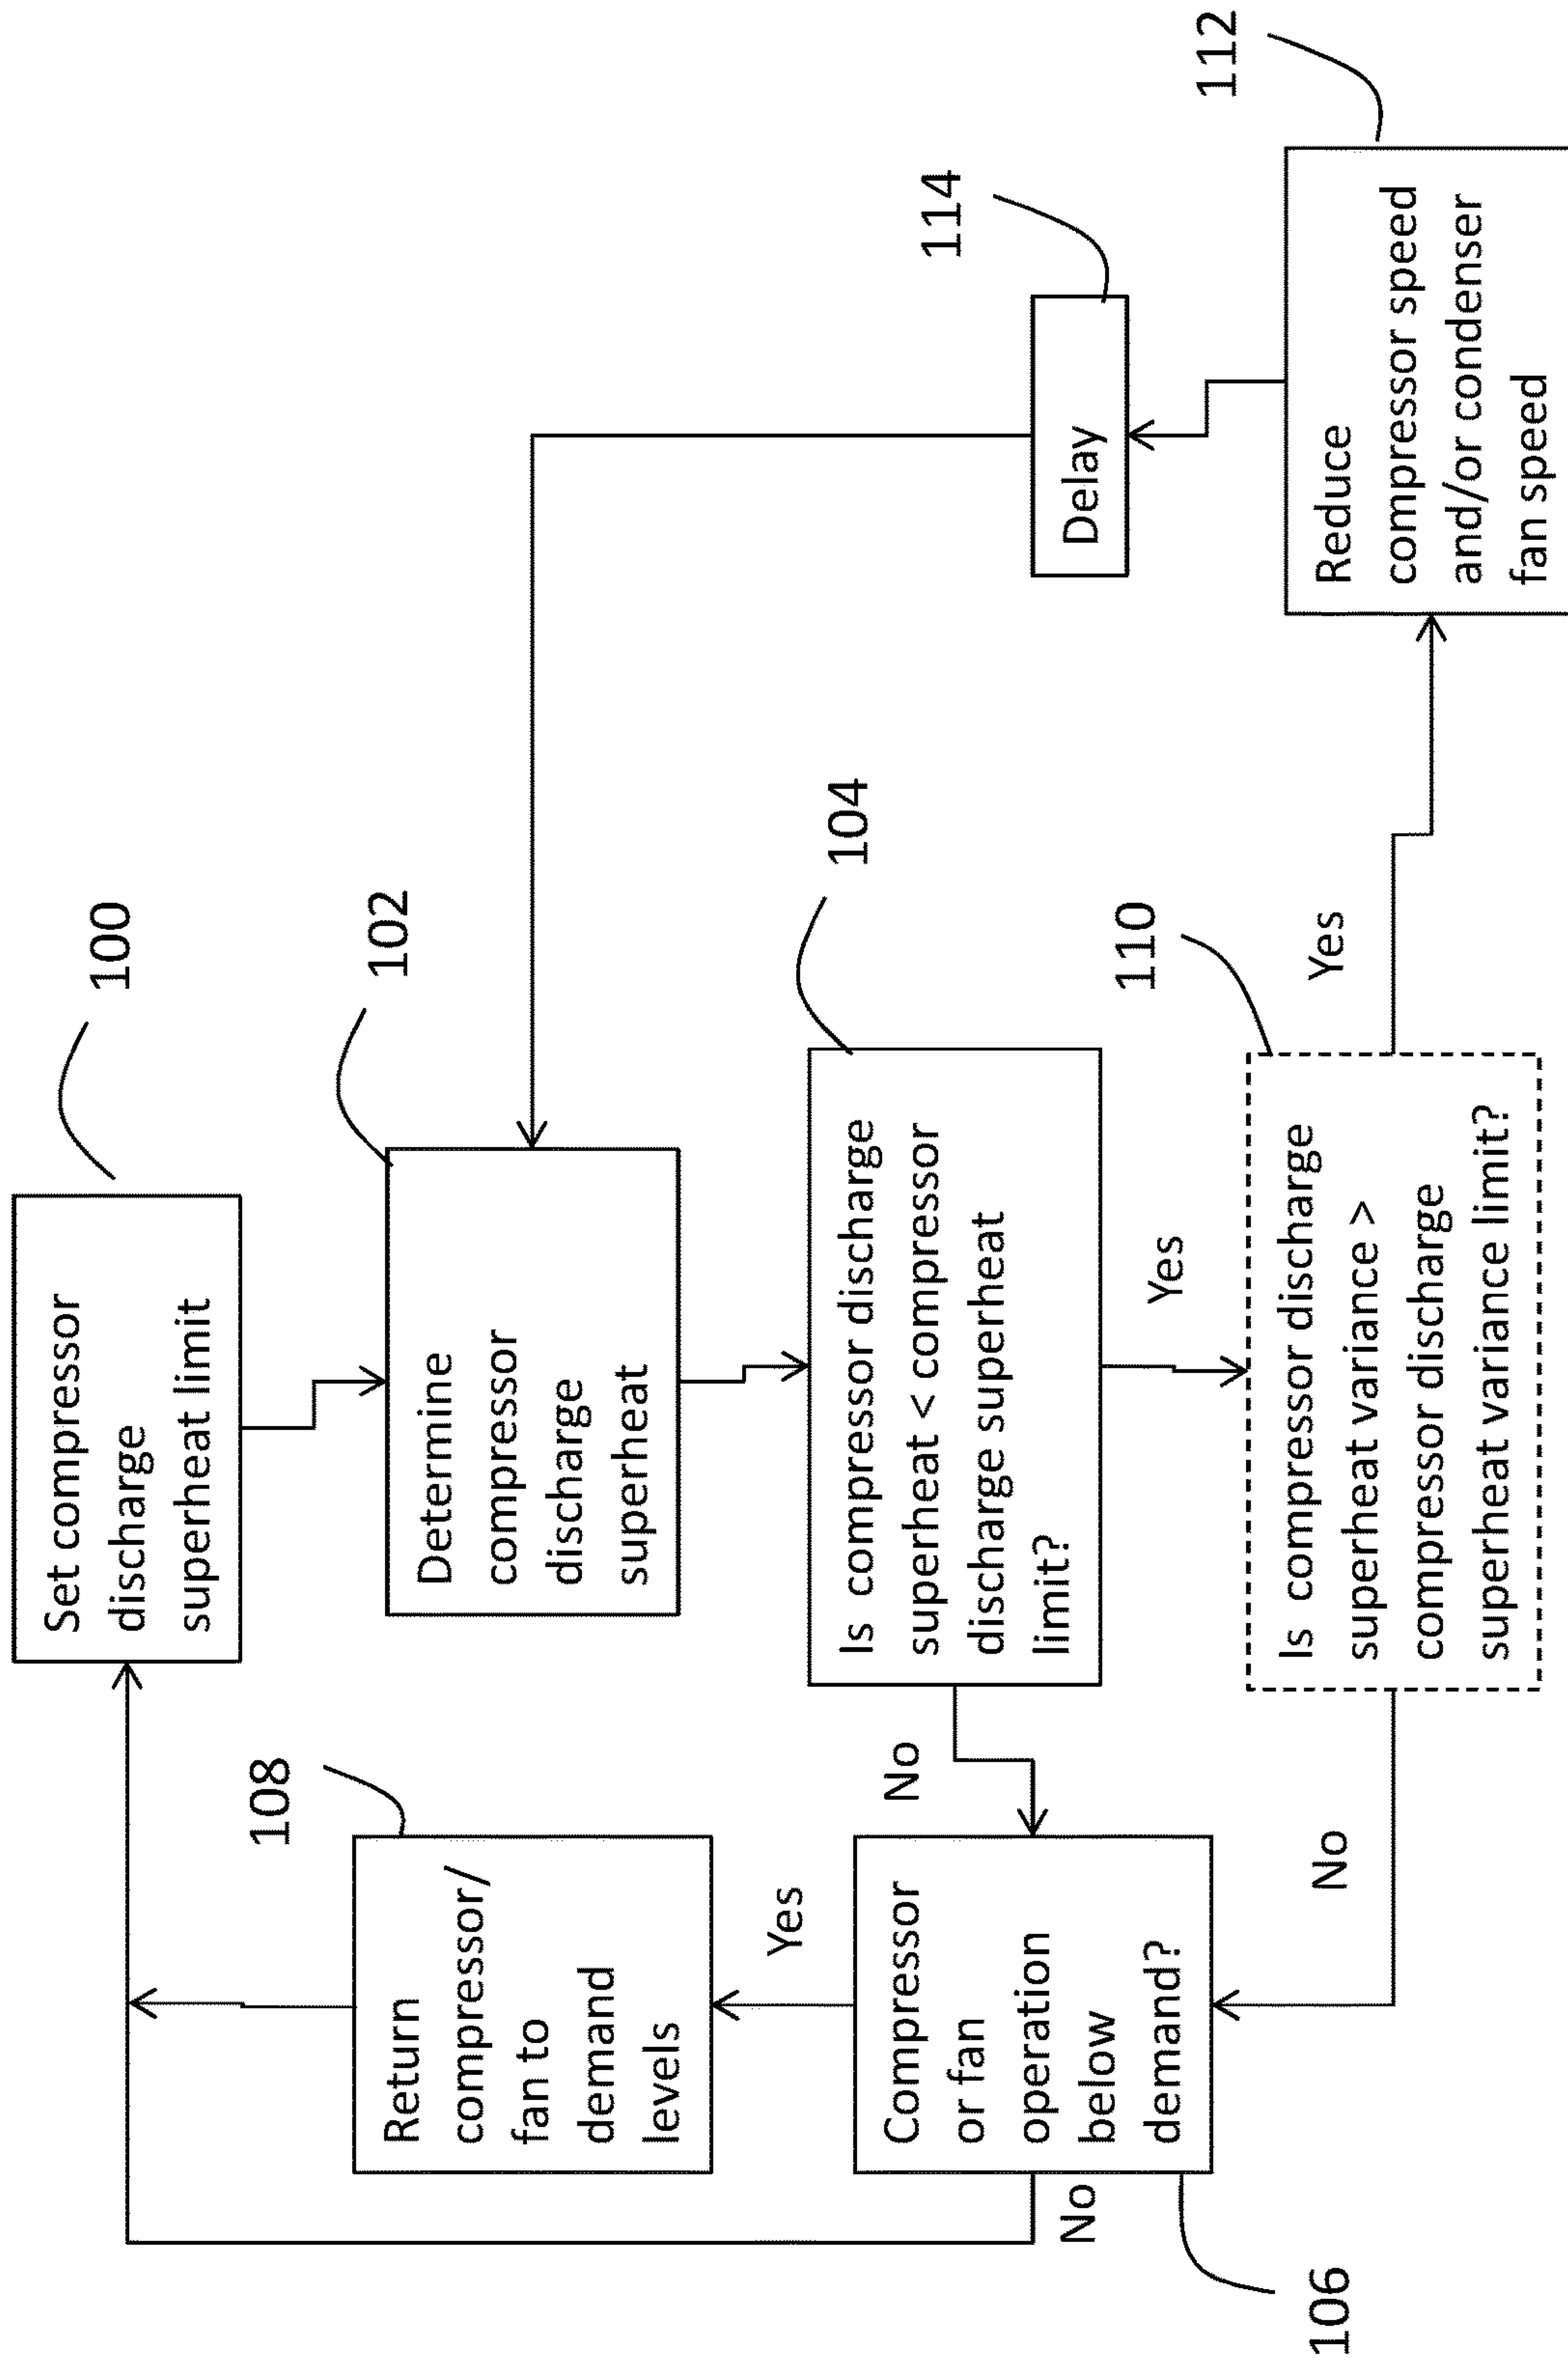 100
Set compressor
discharge
superheat limit
102
Determine
compressor
discharge
superheat
104
Is compressor discharge
superheat < compressor
discharge superheat
limit?
No
Yes
106
Compressor
or fan
operation
below
demand?
No
Yes
108
Return
compressor/
fan to
demand
levels
110
Is compressor discharge
superheat variance >
compressor discharge
superheat variance limit?
No
Yes
112
Reduce
compressor speed
and/or condenser
fan speed
114
Delay